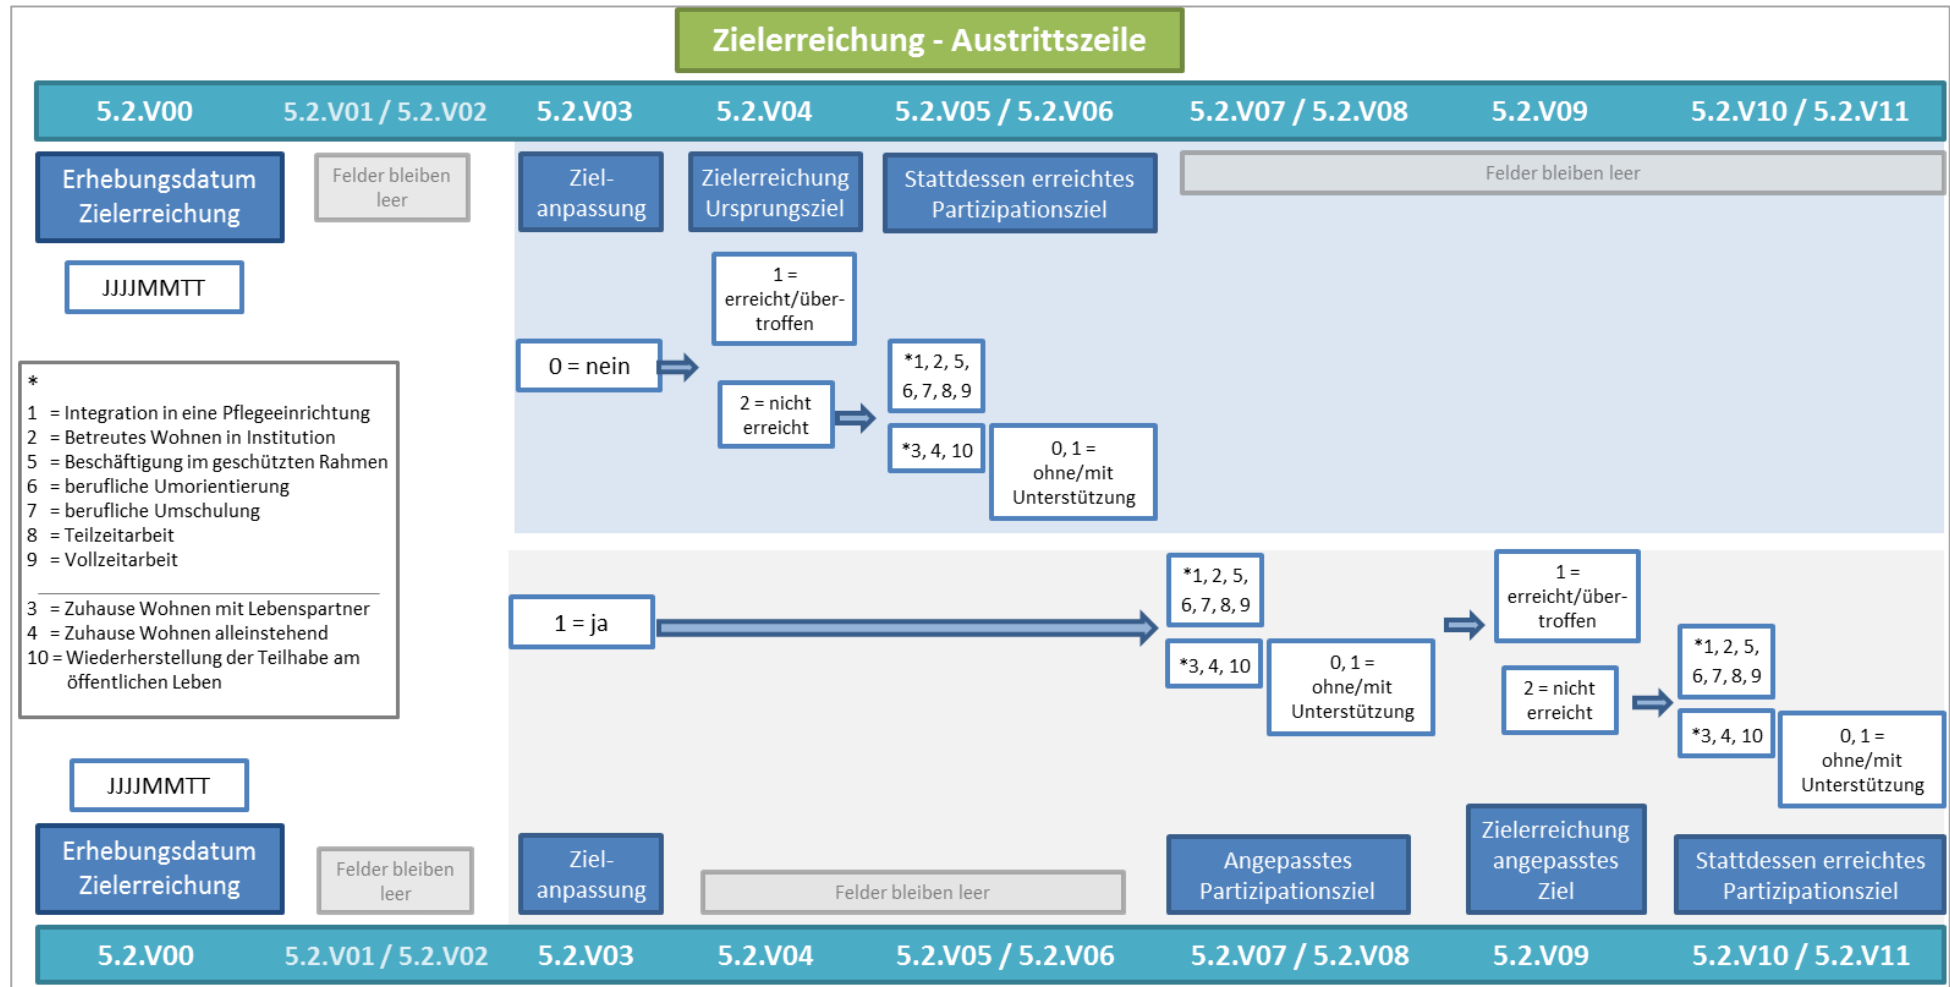 Zielerreichung - Austrittszeile
5.2.V00
5.2.V01 / 5.2.V02
5.2.V03
5.2.V04
5.2.V05 / 5.2.V06
5.2.V07 / 5.2.V08
5.2.V09
5.2.V10 / 5.2.V11
Erhebungsdatum
Zielerreichung
Felder bleiben
leer
Ziel-
anpassung
Zielerreichung
Ursprungsziel
Stattdessen erreichtes
Partizipationsziel
Felder bleiben leer
JJJJMMTT
0 = nein
1 =
erreicht/über-
troffen
2 = nicht
erreicht
*1, 2, 5,
6, 7, 8, 9
*3, 4, 10
0, 1 =
ohne/mit
Unterstützung
*
1 = Integration in eine Pflegeeinrichtung
2 = Betreutes Wohnen in Institution
5 = Beschäftigung im geschützten Rahmen
6 = berufliche Umorientierung
7 = berufliche Umschulung
8 = Teilzeitarbeit
9 = Vollzeitarbeit
3 = Zuhause Wohnen mit Lebenspartner
4 = Zuhause Wohnen alleinstehend
10 = Wiederherstellung der Teilhabe am
öffentlichen Leben
1 = ja
*1, 2, 5,
6, 7, 8, 9
*3, 4, 10
0, 1 =
ohne/mit
Unterstützung
1 =
erreicht/über-
troffen
2 = nicht
erreicht
*1, 2, 5,
6, 7, 8, 9
*3, 4, 10
0, 1 =
ohne/mit
Unterstützung
JJJJMMTT
Erhebungsdatum
Zielerreichung
Felder bleiben
leer
Ziel-
anpassung
Felder bleiben leer
Angepasstes
Partizipationsziel
Zielerreichung
angepasstes
Ziel
Stattdessen erreichtes
Partizipationsziel
5.2.V00
5.2.V01 / 5.2.V02
5.2.V03
5.2.V04
5.2.V05 / 5.2.V06
5.2.V07 / 5.2.V08
5.2.V09
5.2.V10 / 5.2.V11